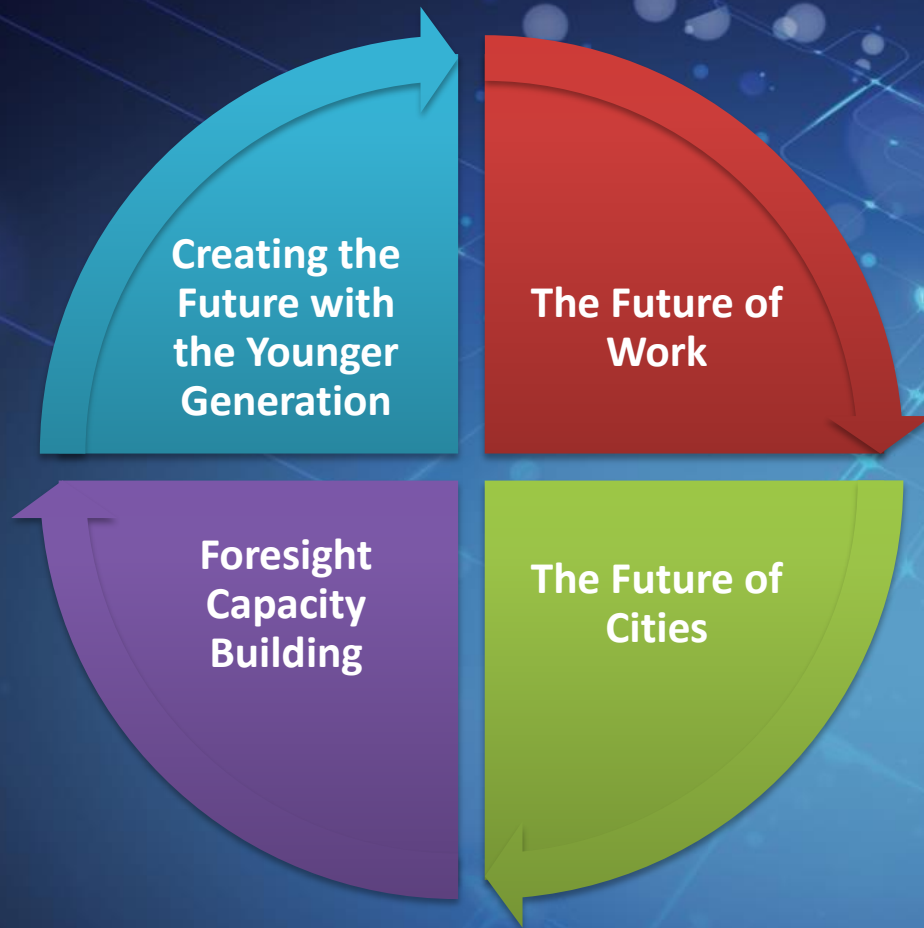 Creating the
Future with
the Younger
Generation
The Future of
Work
Foresight
Capacity
Building
The Future of
Cities